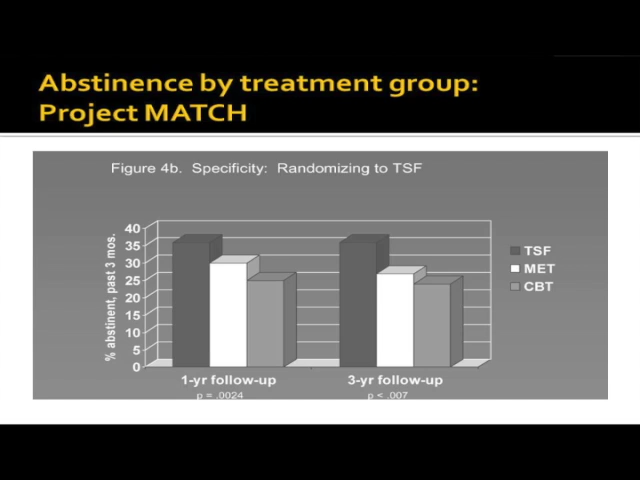 Abstinence by treatment group:
Project MATCH
Figure 4b. Specificity: Randomizing to TSF
% abstinent, past 3 mos.
40
35
30
25
20
15
10
5
0
1-yr follow-up
3-yr follow-up
p = .0024
p < .007
TSF
MET
CBT